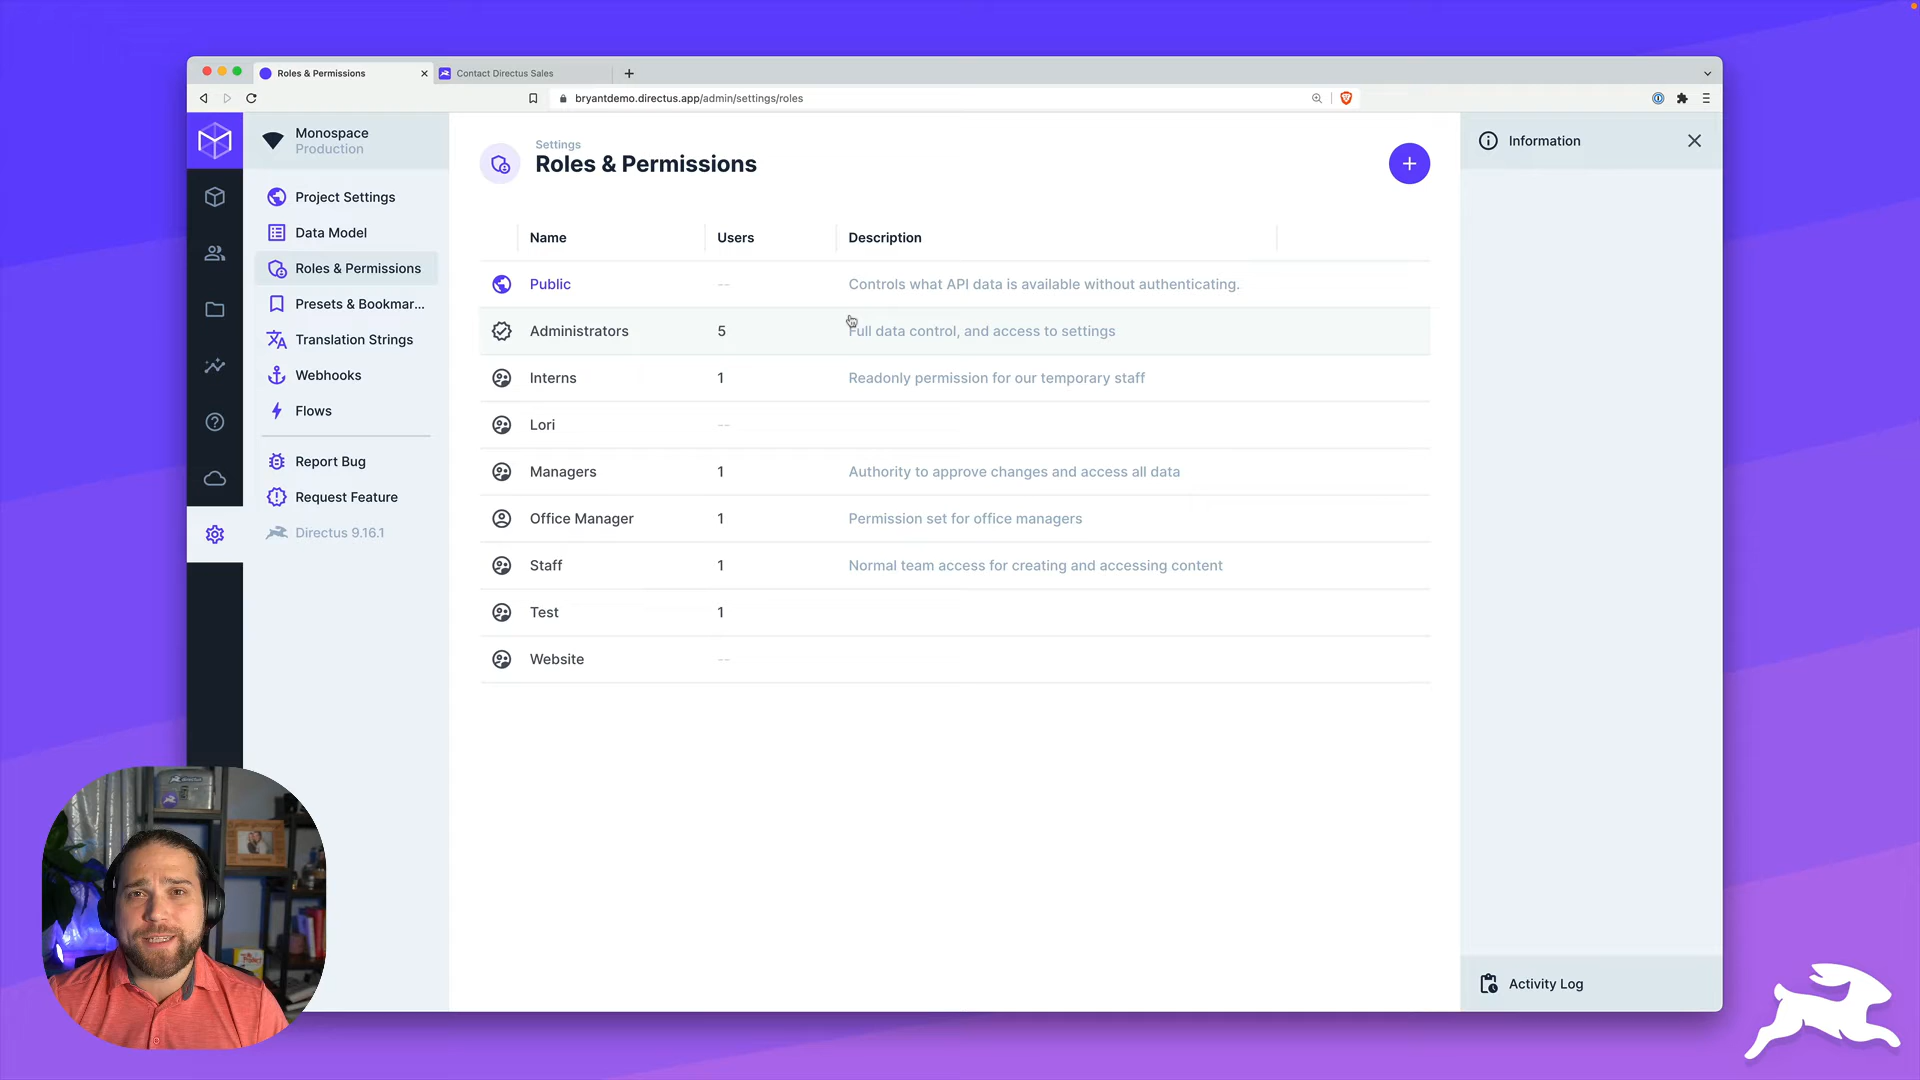 Roles & Permissions
Contact Directus Sales
bryantdemo.directus.app/admin/settings/roles
Monospace
Production
Project Settings
Data Model
Roles & Permissions
Presets & Bookmar...
Translation Strings
Webhooks
Flows
Report Bug
Request Feature
Directus 9.16.1
Settings
Roles & Permissions
Name Users Description
Public -- Controls what API data is available without authenticating.
Administrators 5 Full data control, and access to settings
Interns 1 Readonly permission for our temporary staff
Lori --
Managers 1 Authority to approve changes and access all data
Office Manager 1 Permission set for office managers
Staff 1 Normal team access for creating and accessing content
Test 1
Website --
Information
Activity Log
directus